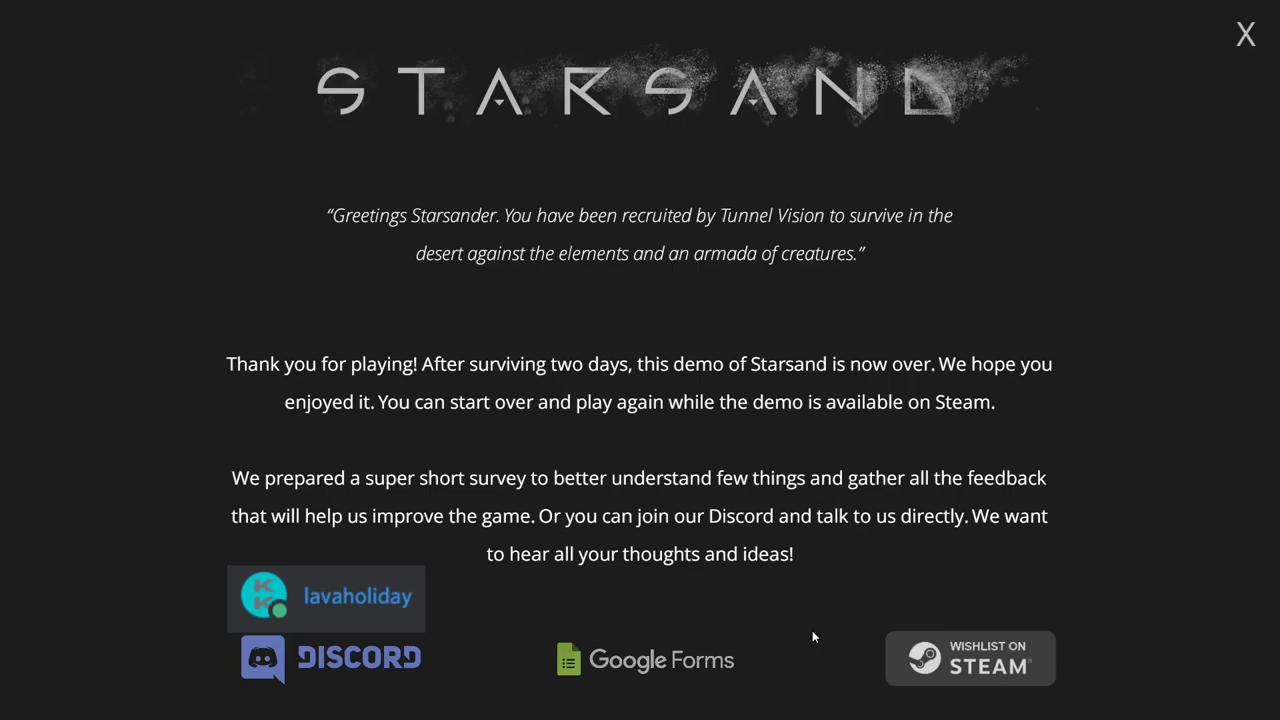 X
STARSAND
“Greetings Starsander. You have been recruited by Tunnel Vision to survive in the
desert against the elements and an armada of creatures.”
Thank you for playing! After surviving two days, this demo of Starsand is now over. We hope you
enjoyed it. You can start over and play again while the demo is available on Steam.
We prepared a super short survey to better understand few things and gather all the feedback
that will help us improve the game. Or you can join our Discord and talk to us directly. We want
to hear all your thoughts and ideas!
KK lavaholiday
DISCORD
Google Forms
WISHLIST ON
STEAM